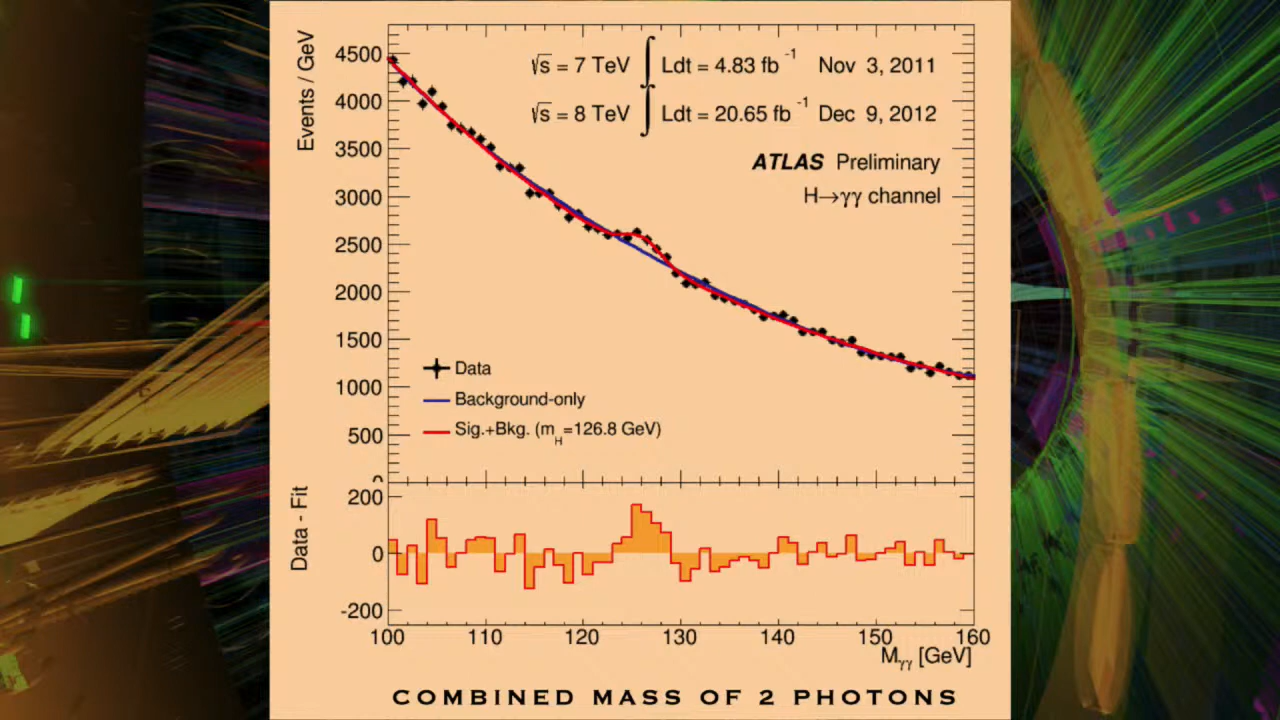 Events / GeV
4500
4000
3500
3000
2500
2000
1500
1000
500
0
√s = 7 TeV ∫ Ldt = 4.83 fb⁻¹ Nov 3, 2011
√s = 8 TeV ∫ Ldt = 20.65 fb⁻¹ Dec 9, 2012
ATLAS Preliminary
H→γγ channel
Data
Background-only
Sig.+Bkg. (m_H=126.8 GeV)
Data - Fit
200
0
-200
100 110 120 130 140 150 160
M_γγ [GeV]
COMBINED MASS OF 2 PHOTONS